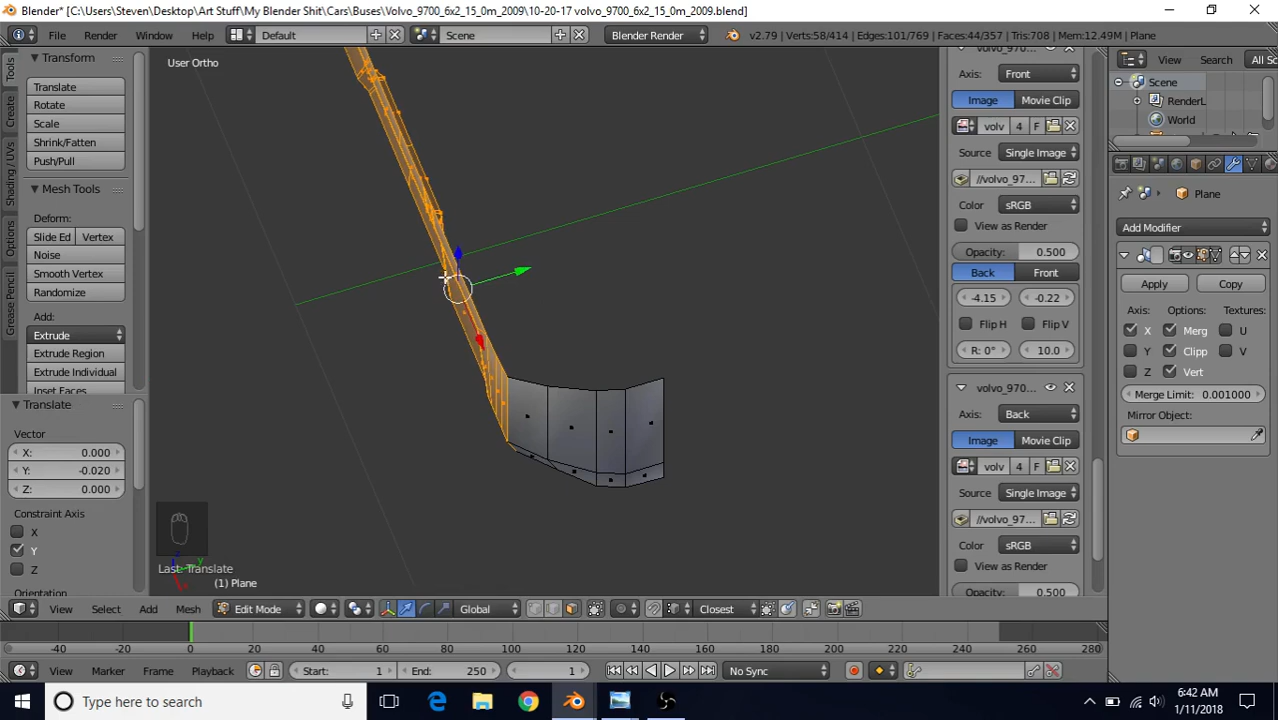 Blender* [C:\Users\Steven\Desktop\Art Stuff\My Blender Shit\Cars\Buses\Volvo_9700_6x2_15_0m_2009\10-20-17 volvo_9700_6x2_15_0m_2009.blend]
File Render Window Help Default Scene Blender Render v2.79 | Verts:58/414 | Edges:101/769 | Faces:44/357 | Tris:708 | Mem:12.49M | Plane
View Search All Sc
Tools
Create
Shading / UVs
Options
Grease Pencil
Transform
Translate
Rotate
Scale
Shrink/Fatten
Push/Pull
Mesh Tools
Deform:
Slide Ed Vertex
Noise
Smooth Vertex
Randomize
Add:
Extrude
Extrude Region
Extrude Individual
Inset Faces
Translate
Vector
X: 0.000
Y: -0.020
Z: 0.000
Constraint Axis
X
Y
Z
Orientation
User Ortho
Last: Translate
(1) Plane
z
y
x
Axis: Front
Image Movie Clip
volv 4 F
Source Single Image
//volvo_97...
Color sRGB
View as Render
Opacity: 0.500
Back Front
-4.15 -0.22
Flip H Flip V
R: 0° 10.0
volvo_970...
Axis: Back
Image Movie Clip
volv 4 F
Source Single Image
//volvo_97...
Color sRGB
View as Render
Opacity: 0.500
Scene
RenderL
World
Plane
Add Modifier
Apply Copy
Axis: Options: Textures:
X Merg U
Y Clipp V
Z Vert
Merge Limit: 0.001000
Mirror Object:
View Select Add Mesh Edit Mode Global Closest
-40 -20 0 20 40 60 80 100 120 140 160 180 200 220 240 260 280
View Marker Frame Playback Start: 1 End: 250 1 No Sync
Type here to search
6:42 AM
1/11/2018